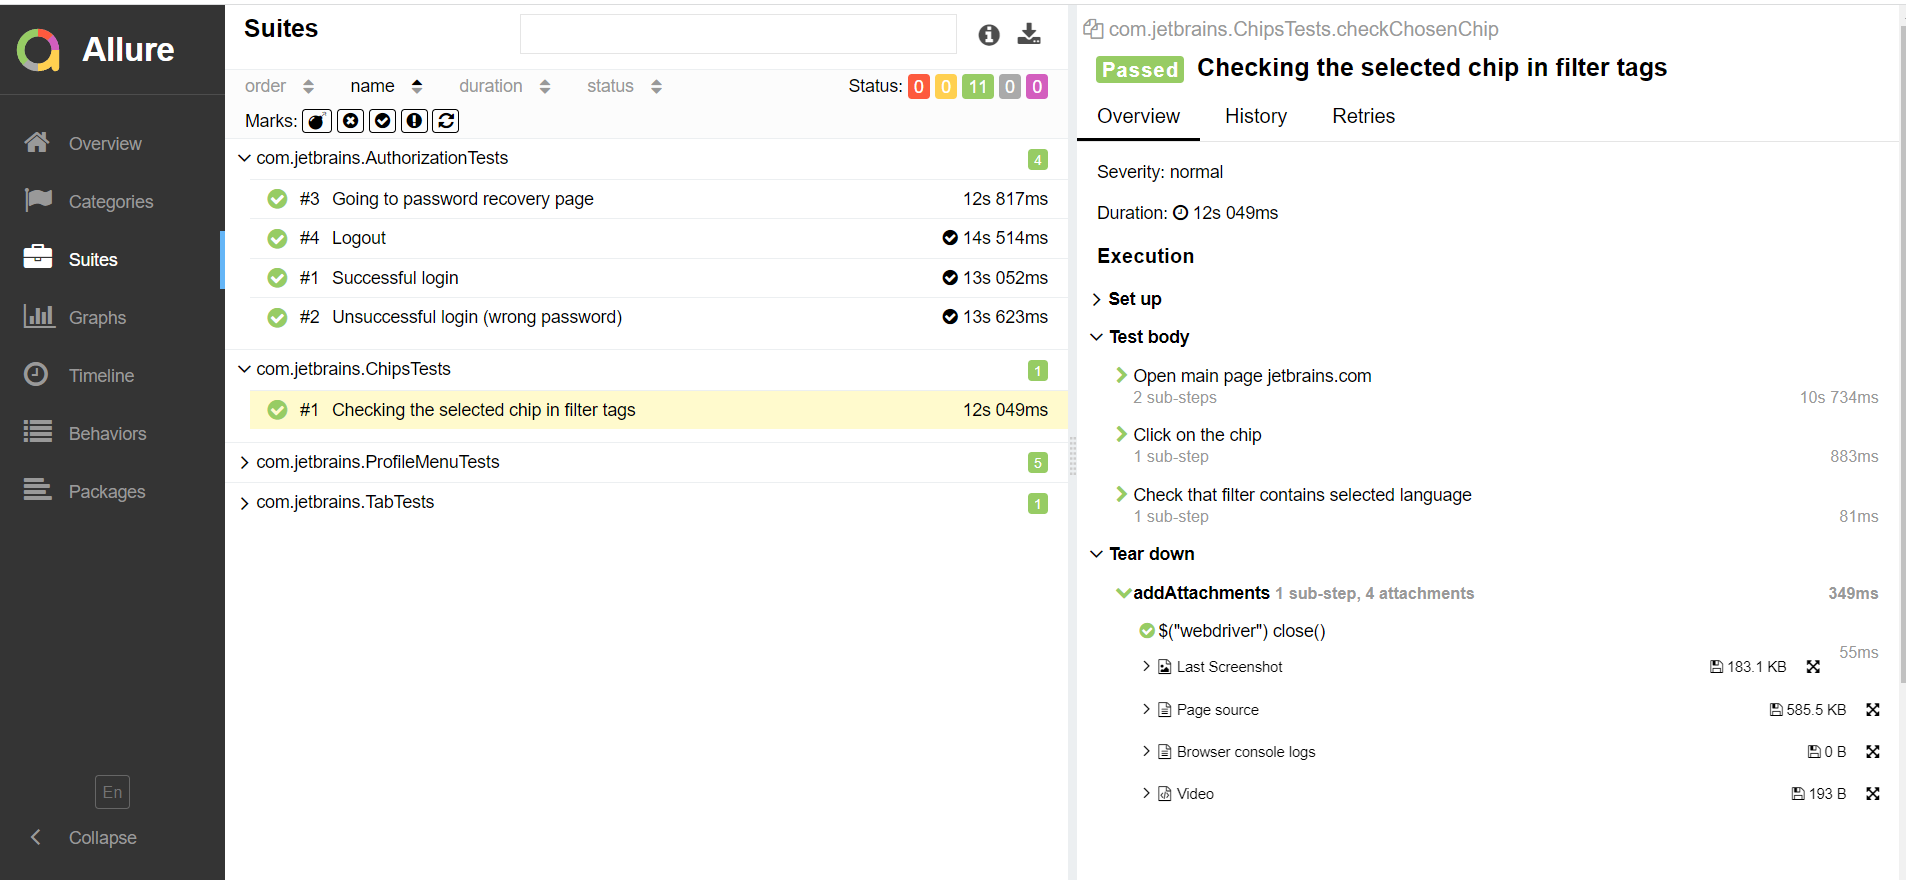 Allure
Overview
Categories
Suites
Graphs
Timeline
Behaviors
Packages
En
Collapse
Suites
order name duration status Status: 0 0 11 0 0
Marks:
com.jetbrains.AuthorizationTests 4
#3 Going to password recovery page 12s 817ms
#4 Logout 14s 514ms
#1 Successful login 13s 052ms
#2 Unsuccessful login (wrong password) 13s 623ms
com.jetbrains.ChipsTests 1
#1 Checking the selected chip in filter tags 12s 049ms
com.jetbrains.ProfileMenuTests 5
com.jetbrains.TabTests 1
com.jetbrains.ChipsTests.checkChosenChip
Passed Checking the selected chip in filter tags
Overview History Retries
Severity: normal
Duration: 12s 049ms
Execution
Set up
Test body
Open main page jetbrains.com
2 sub-steps 10s 734ms
Click on the chip
1 sub-step 883ms
Check that filter contains selected language
1 sub-step 81ms
Tear down
addAttachments 1 sub-step, 4 attachments 349ms
$("webdriver") close()
55ms
Last Screenshot 183.1 KB
Page source 585.5 KB
Browser console logs 0 B
Video 193 B